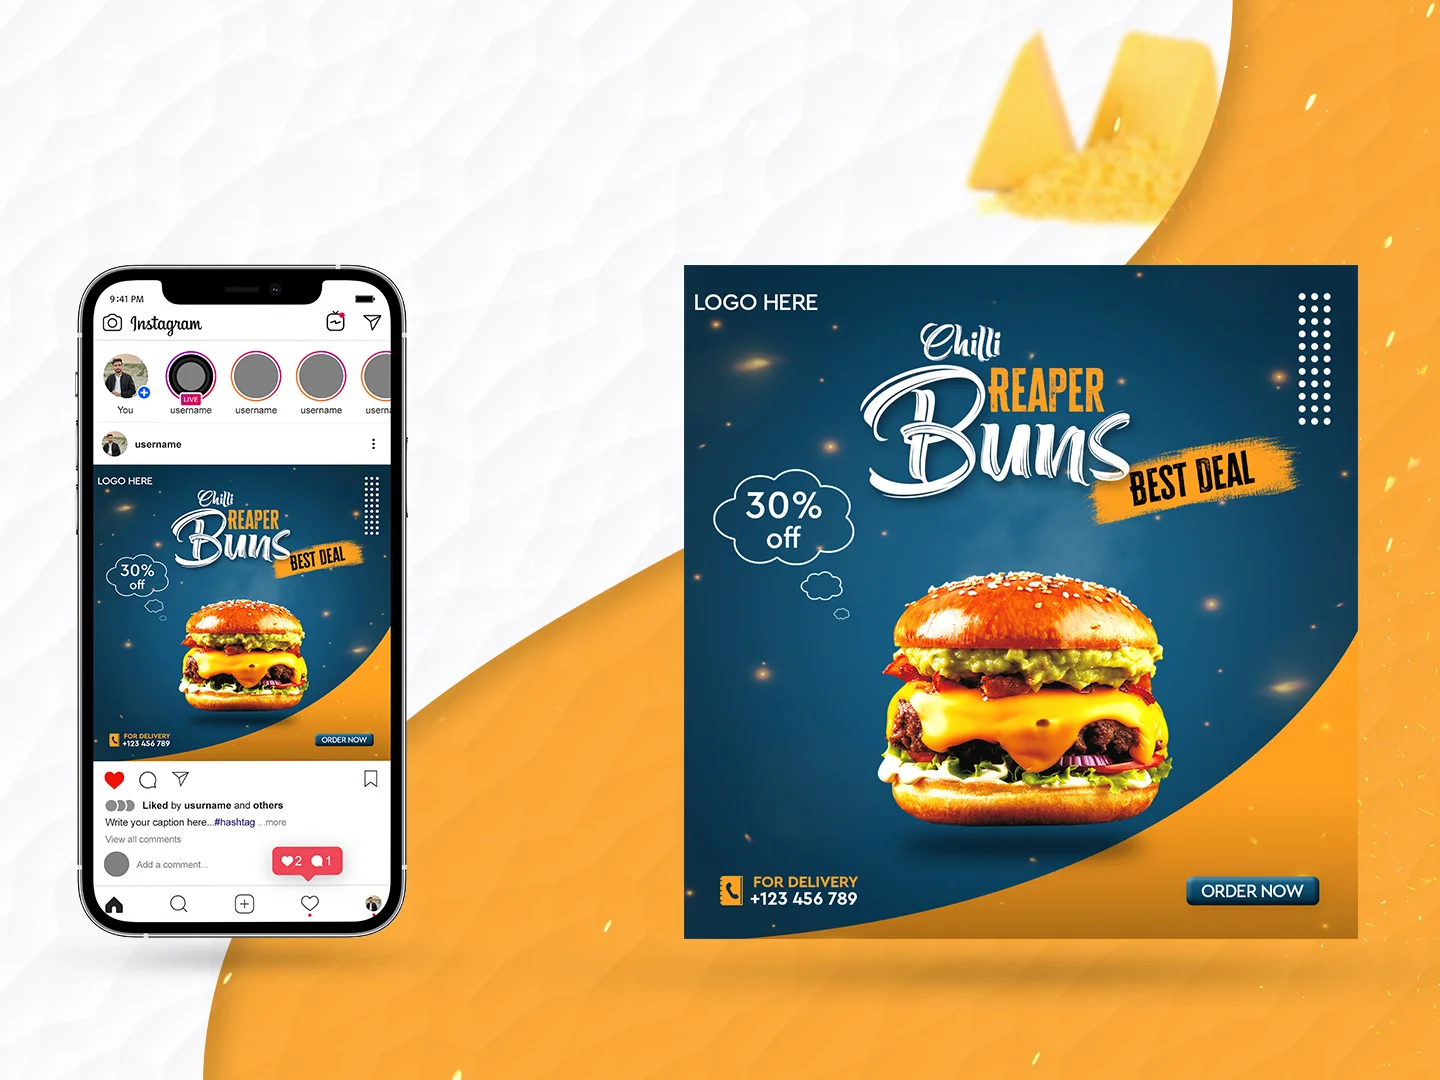 9:41 PM
Instagram
LIVE
You
username
username
username
usern
username
LOGO HERE
Chilli
REAPER
Buns
BEST DEAL
30%
off
FOR DELIVERY
+123 456 789
ORDER NOW
Liked by usurname and others
Write your caption here...#hashtag ...more
View all comments
Add a comment...
2 1
LOGO HERE
Chilli
REAPER
Buns
BEST DEAL
30%
off
FOR DELIVERY
+123 456 789
ORDER NOW